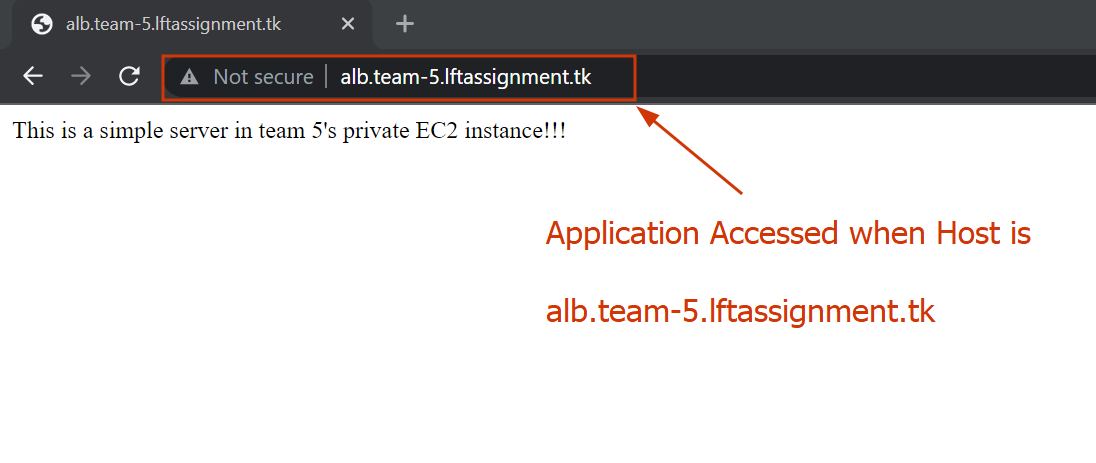 alb.team-5.lftassignment.tk
Not secure alb.team-5.lftassignment.tk
This is a simple server in team 5's private EC2 instance!!!
Application Accessed when Host is
alb.team-5.lftassignment.tk